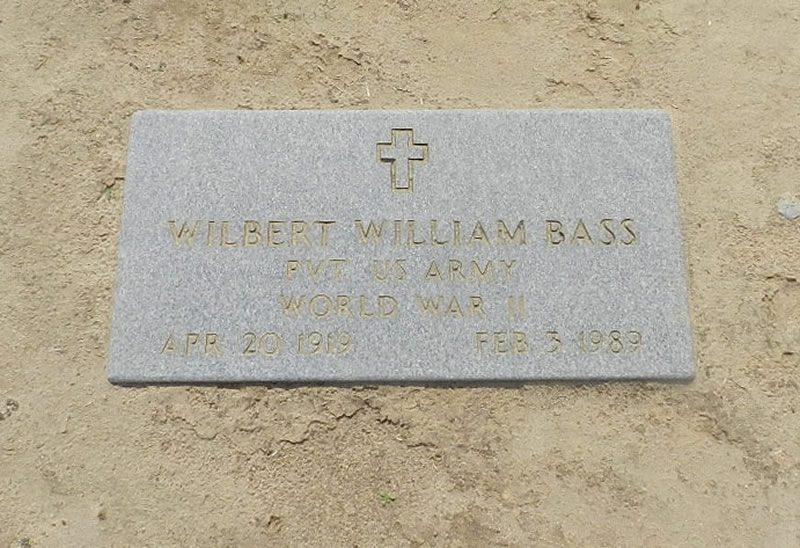 WILBERT WILLIAM BASS
PVT US ARMY
WORLD WAR II
APR 20 1919 FEB 3 1989